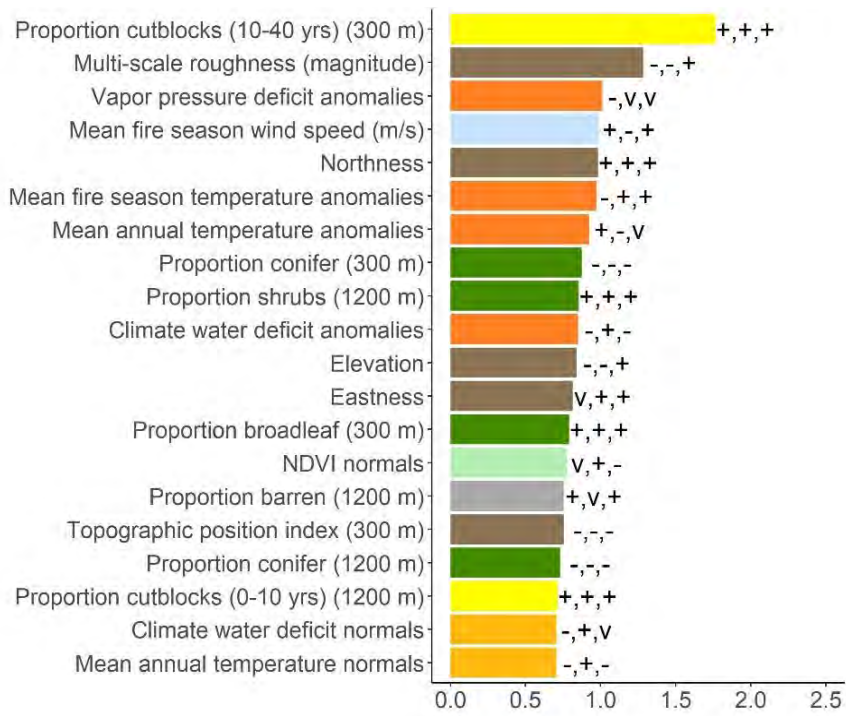 Proportion cutblocks (10-40 yrs) (300 m) +,+,+
Multi-scale roughness (magnitude) -,-,+
Vapor pressure deficit anomalies -,v,v
Mean fire season wind speed (m/s) +,-,+
Northness +,+,+
Mean fire season temperature anomalies -,+,+
Mean annual temperature anomalies +,-,v
Proportion conifer (300 m) -,-,-
Proportion shrubs (1200 m) +,+,+
Climate water deficit anomalies -,+,-
Elevation -,-,+
Eastness v,+,+
Proportion broadleaf (300 m) +,+,+
NDVI normals v,+,-
Proportion barren (1200 m) +,v,+
Topographic position index (300 m) -,-,-
Proportion conifer (1200 m) -,-,-
Proportion cutblocks (0-10 yrs) (1200 m) +,+,+
Climate water deficit normals -,+,v
Mean annual temperature normals -,+,-
0.0 0.5 1.0 1.5 2.0 2.5